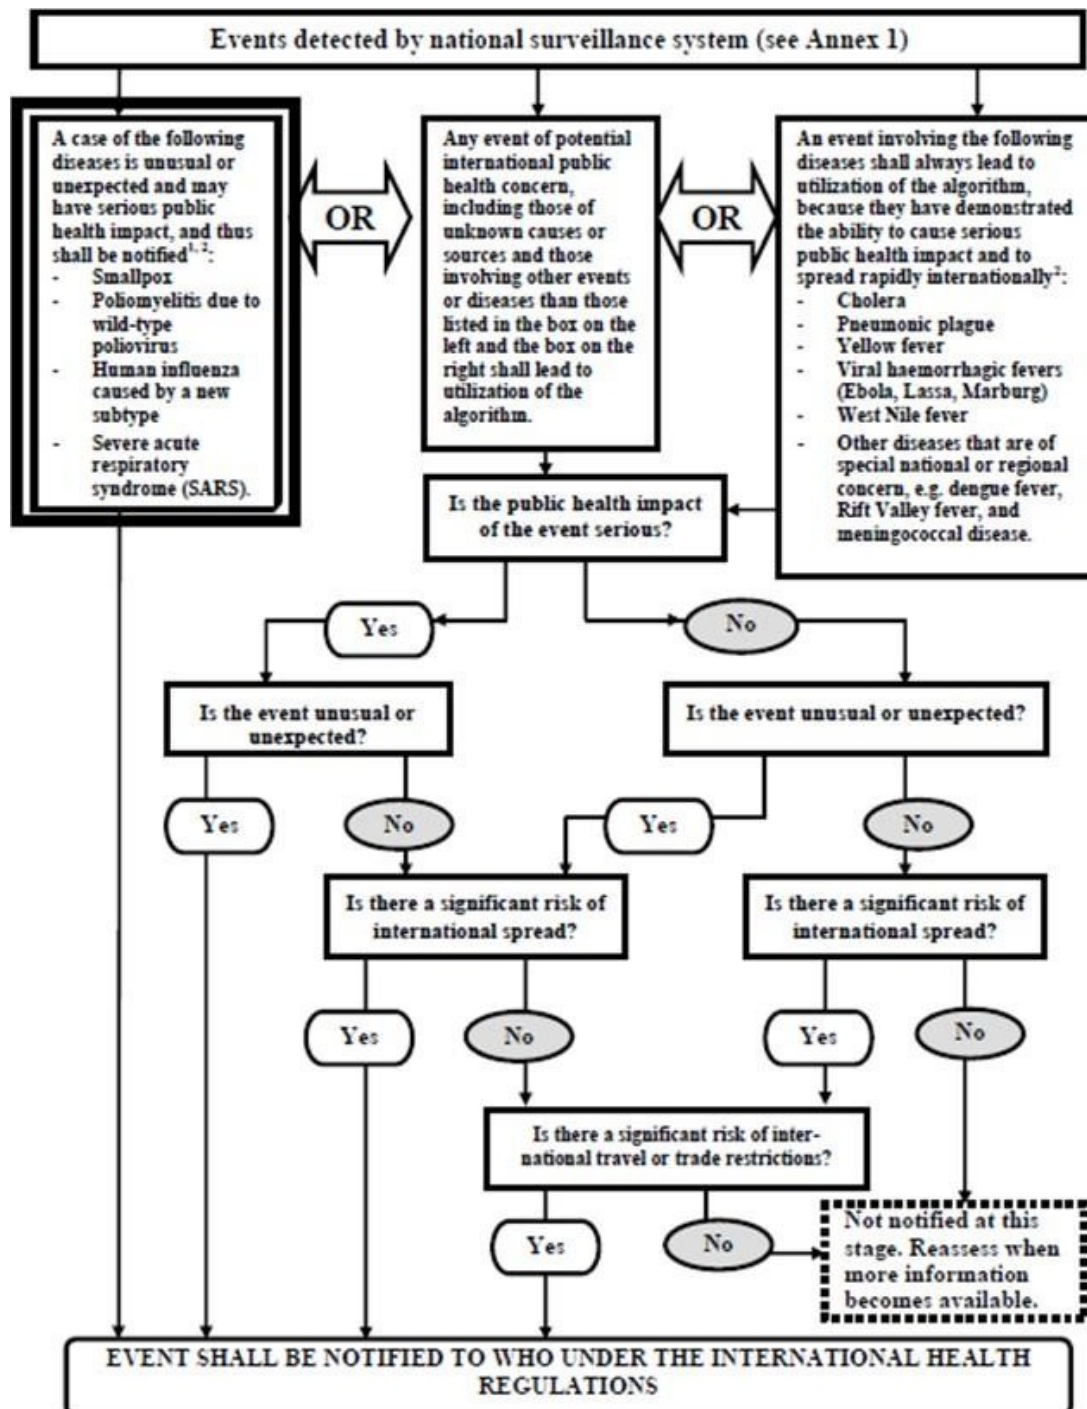 Events detected by national surveillance system (see Annex 1)
A case of the following
diseases is unusual or
unexpected and may
have serious public
health impact, and thus
shall be notified1, 2:
- Smallpox
- Poliomyelitis due to
wild-type
poliovirus
- Human influenza
caused by a new
subtype
- Severe acute
respiratory
syndrome (SARS).
OR
Any event of potential
international public
health concern,
including those of
unknown causes or
sources and those
involving other events
or diseases than those
listed in the box on the
left and the box on the
right shall lead to
utilization of the
algorithm.
OR
An event involving the following
diseases shall always lead to
utilization of the algorithm,
because they have demonstrated
the ability to cause serious
public health impact and to
spread rapidly internationally2:
- Cholera
- Pneumonic plague
- Yellow fever
- Viral haemorrhagic fevers
(Ebola, Lassa, Marburg)
- West Nile fever
- Other diseases that are of
special national or regional
concern, e.g. dengue fever,
Rift Valley fever, and
meningococcal disease.
Is the public health impact
of the event serious?
Yes
No
Is the event unusual or
unexpected?
Is the event unusual or unexpected?
Yes
No
Yes
No
Is there a significant risk of
international spread?
Is there a significant risk of
international spread?
Yes
No
Yes
No
Is there a significant risk of inter-
national travel or trade restrictions?
Yes
No
Not notified at this
stage. Reassess when
more information
becomes available.
EVENT SHALL BE NOTIFIED TO WHO UNDER THE INTERNATIONAL HEALTH
REGULATIONS